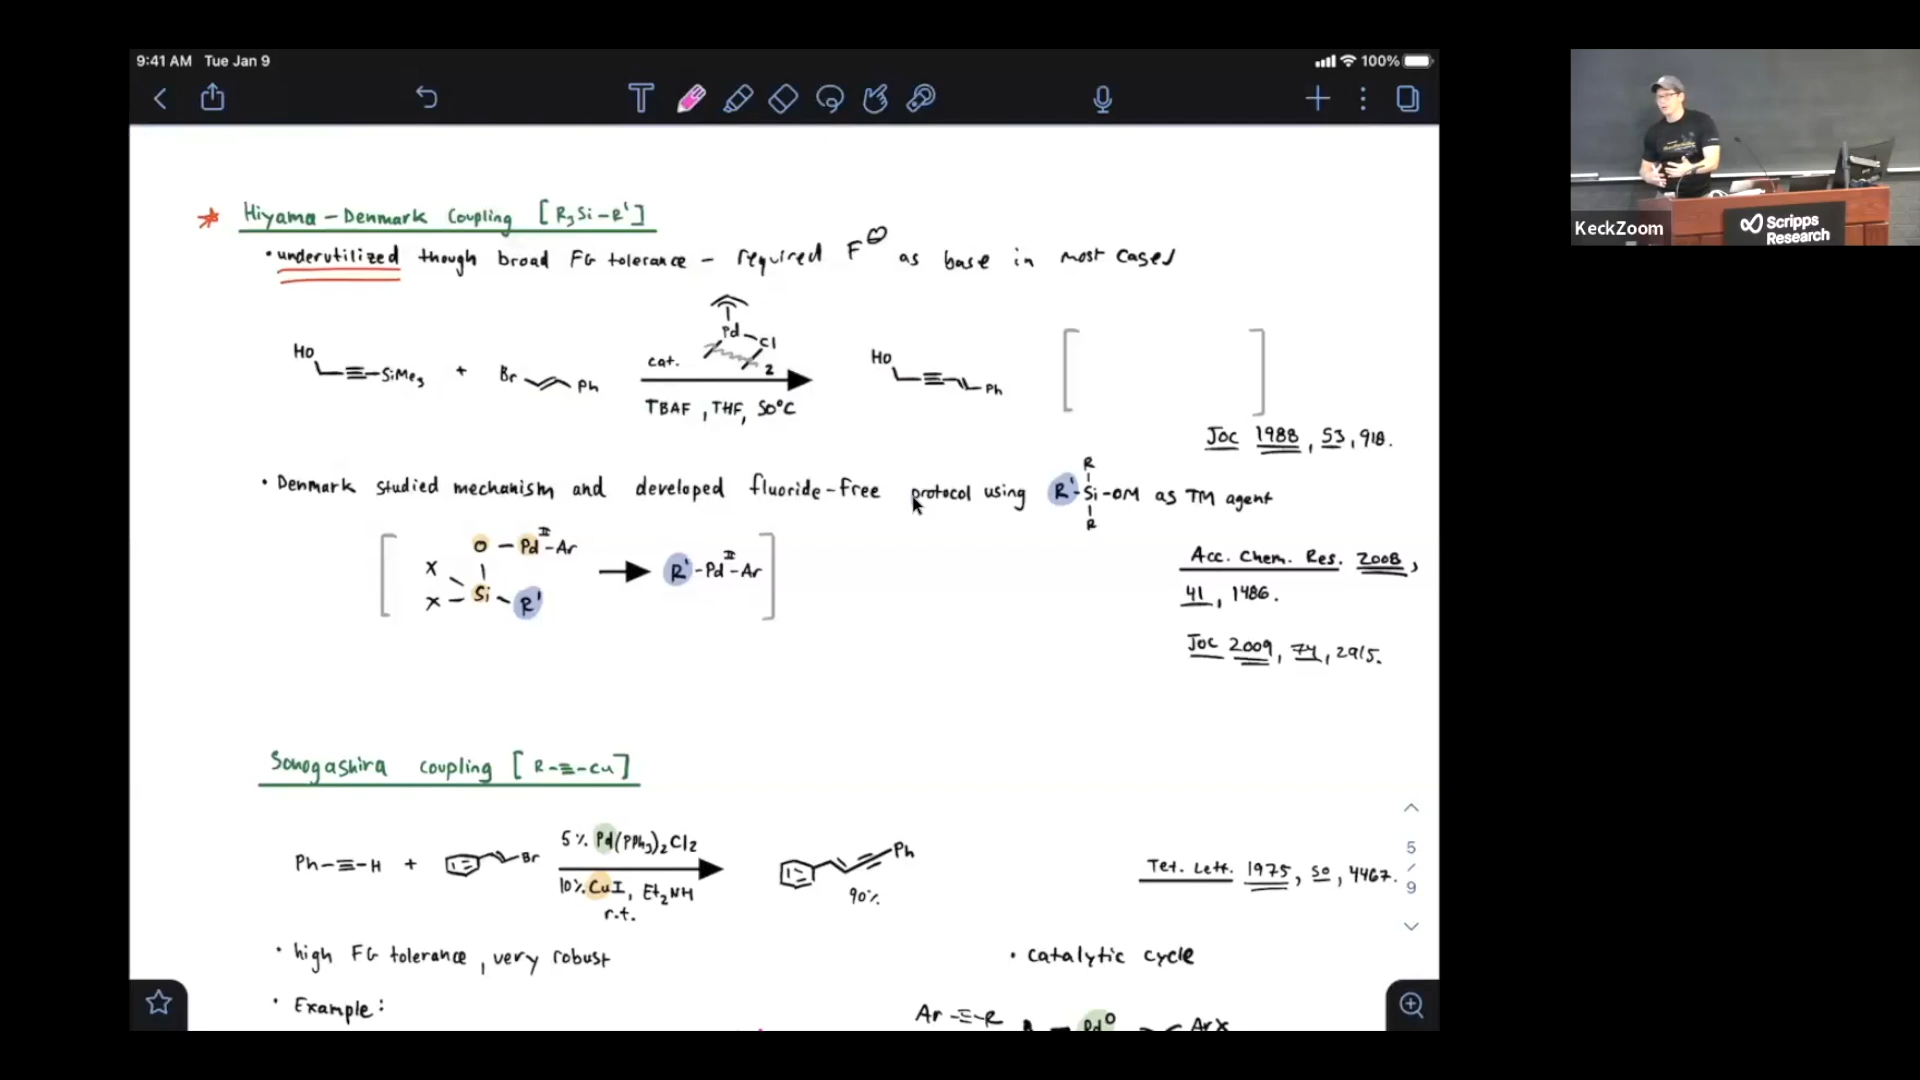 9:41 AM Tue Jan 9
100%
Hiyama-Denmark Coupling [R₃Si-R']
• underutilized though broad FG tolerance - required F⊖ as base in most cases
Pd
Cl
cat.
2
HO
≡-SiMe₃ + Br Ph
TBAF, THF, 50°C
HO
Ph
JOC 1988, 53, 918.
• Denmark studied mechanism and developed fluoride-free protocol using R'-Si-OM as TM agent
R
R
O-Pd-Ar
II
X
X
Si
R'
R'-Pd-Ar
II
Acc. Chem. Res. 2008,
41, 1486.
JOC 2009, 74, 2915.
Sonogashira coupling [R-≡-Cu]
Ph-≡-H + Br
5% Pd(PPh₃)₂Cl₂
10% CuI, Et₂NH
r.t.
Ph
90%
Tet. Lett. 1975, 50, 4467.
• high FG tolerance, very robust
• Example:
• catalytic cycle
Ar-≡-R
Pd⁰
ArX
5
/
9
KeckZoom
Scripps
Research